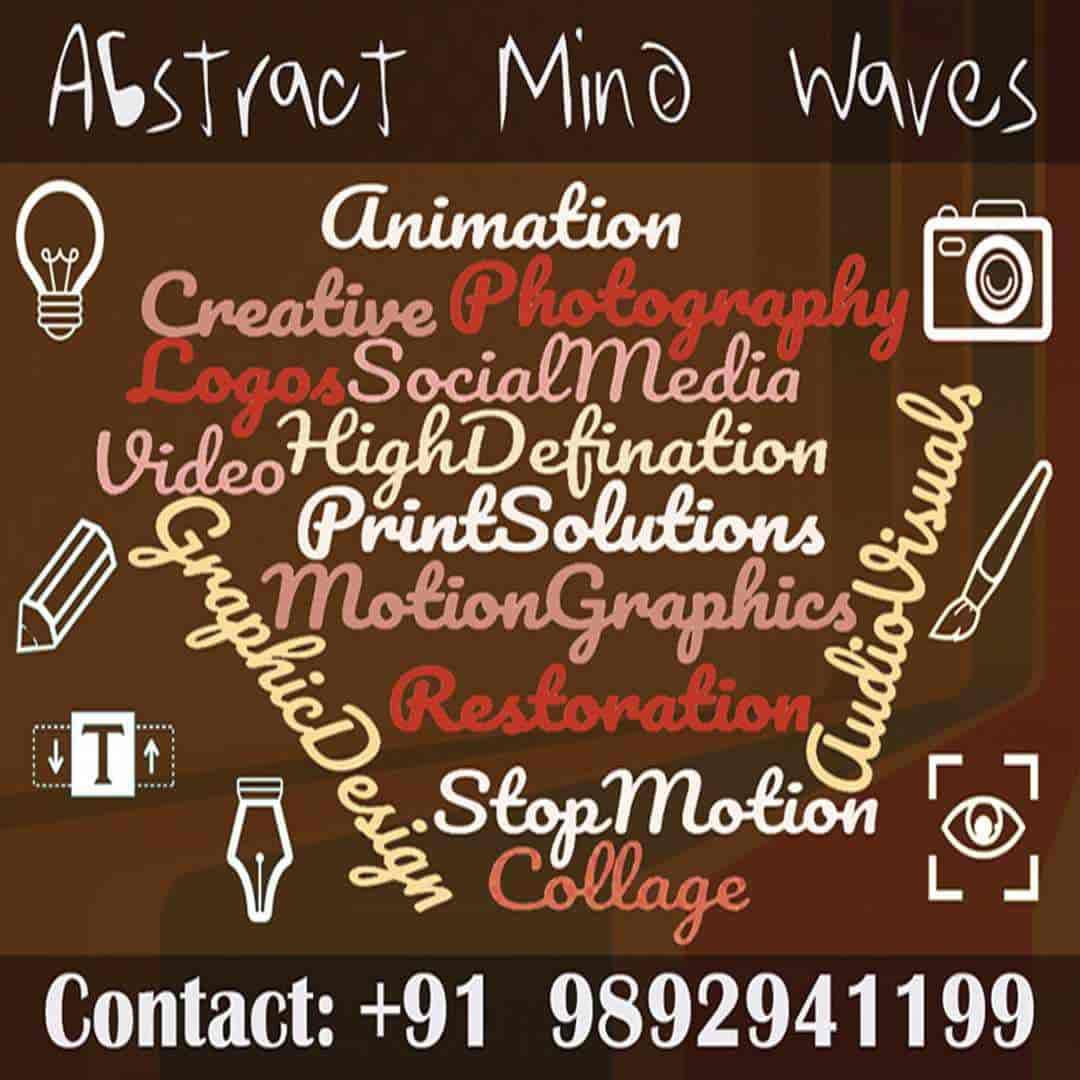 Abstract Mind Waves
Animation
Creative Photography
Logos SocialMedia
Video HighDefination
PrintSolutions
MotionGraphics
GraphicDesign
AudioVisuals
Restoration
T
StopMotion
Collage
Contact: +91 9892941199